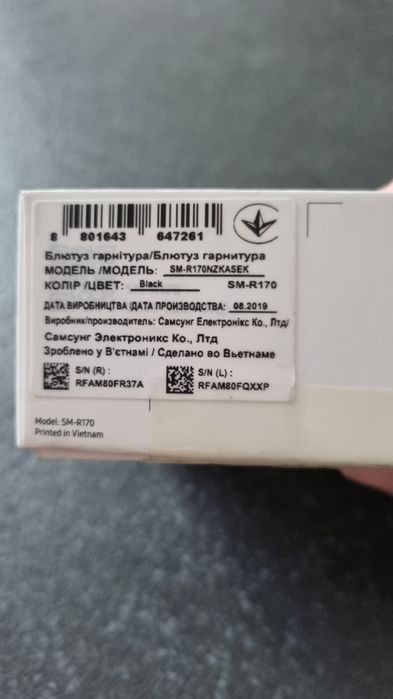 8 801643 647261
Блютуз гарнітура/Блютуз гарнитура
МОДЕЛЬ /МОДЕЛЬ: SM-R170NZKASEK
КОЛІР /ЦВЕТ: Black SM-R170
ДАТА ВИРОБНИЦТВА /ДАТА ПРОИЗВОДСТВА: 08.2019
Виробник/производитель: Самсунг Електронікс Ко., Лтд/
Самсунг Электроникс Ко., Лтд
Зроблено у В'єтнамі / Сделано во Вьетнаме
S/N (R) :
RFAM80FR37A
S/N (L) :
RFAM80FQXXP
Model: SM-R170
Printed in Vietnam